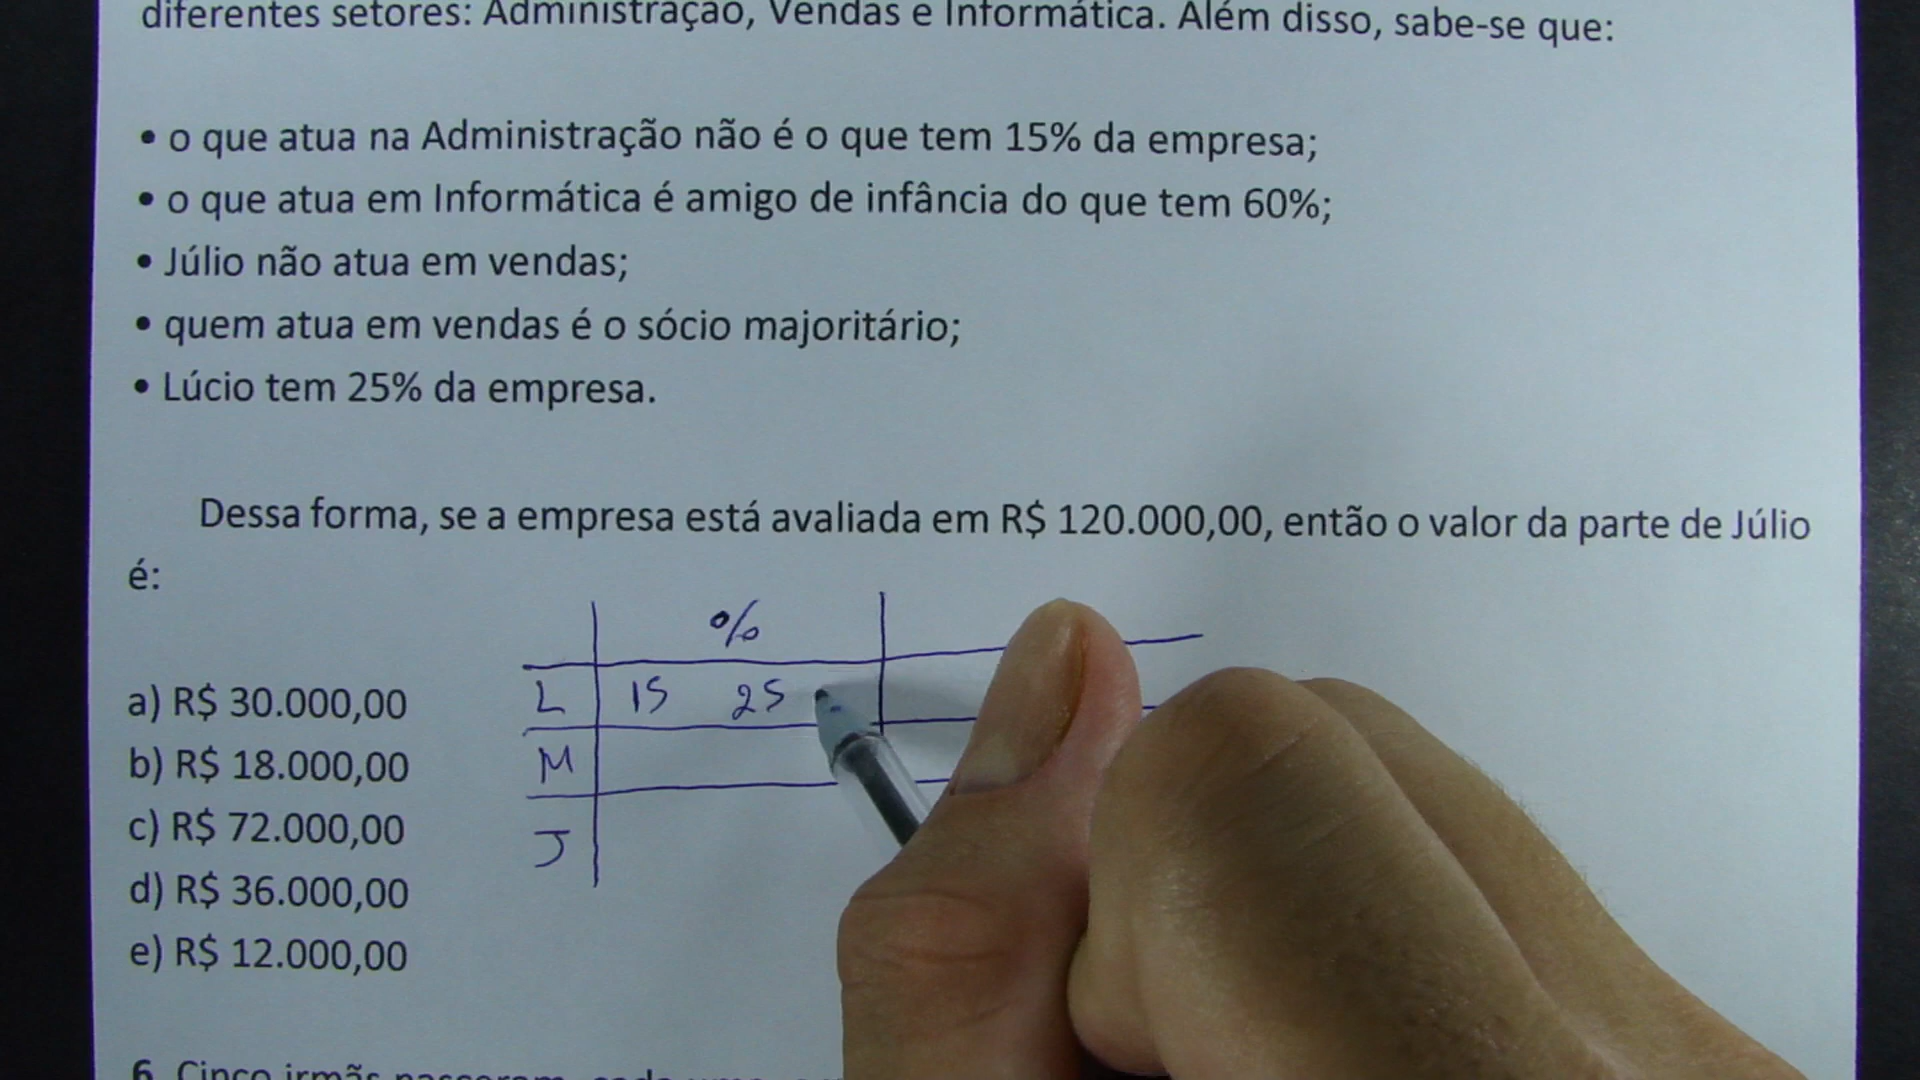 diferentes setores: Administração, Vendas e Informática. Além disso, sabe-se que:
• o que atua na Administração não é o que tem 15% da empresa;
• o que atua em Informática é amigo de infância do que tem 60%;
• Júlio não atua em vendas;
• quem atua em vendas é o sócio majoritário;
• Lúcio tem 25% da empresa.
Dessa forma, se a empresa está avaliada em R$ 120.000,00, então o valor da parte de Júlio
é:
%
L 15 25
M
J
a) R$ 30.000,00
b) R$ 18.000,00
c) R$ 72.000,00
d) R$ 36.000,00
e) R$ 12.000,00
6. Cinco irmãs